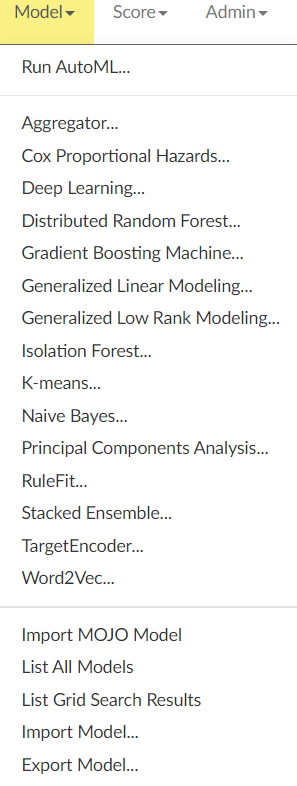 Model Score Admin
Run AutoML...
Aggregator...
Cox Proportional Hazards...
Deep Learning...
Distributed Random Forest...
Gradient Boosting Machine...
Generalized Linear Modeling...
Generalized Low Rank Modeling...
Isolation Forest...
K-means...
Naive Bayes...
Principal Components Analysis...
RuleFit...
Stacked Ensemble...
TargetEncoder...
Word2Vec...
Import MOJO Model
List All Models
List Grid Search Results
Import Model...
Export Model...